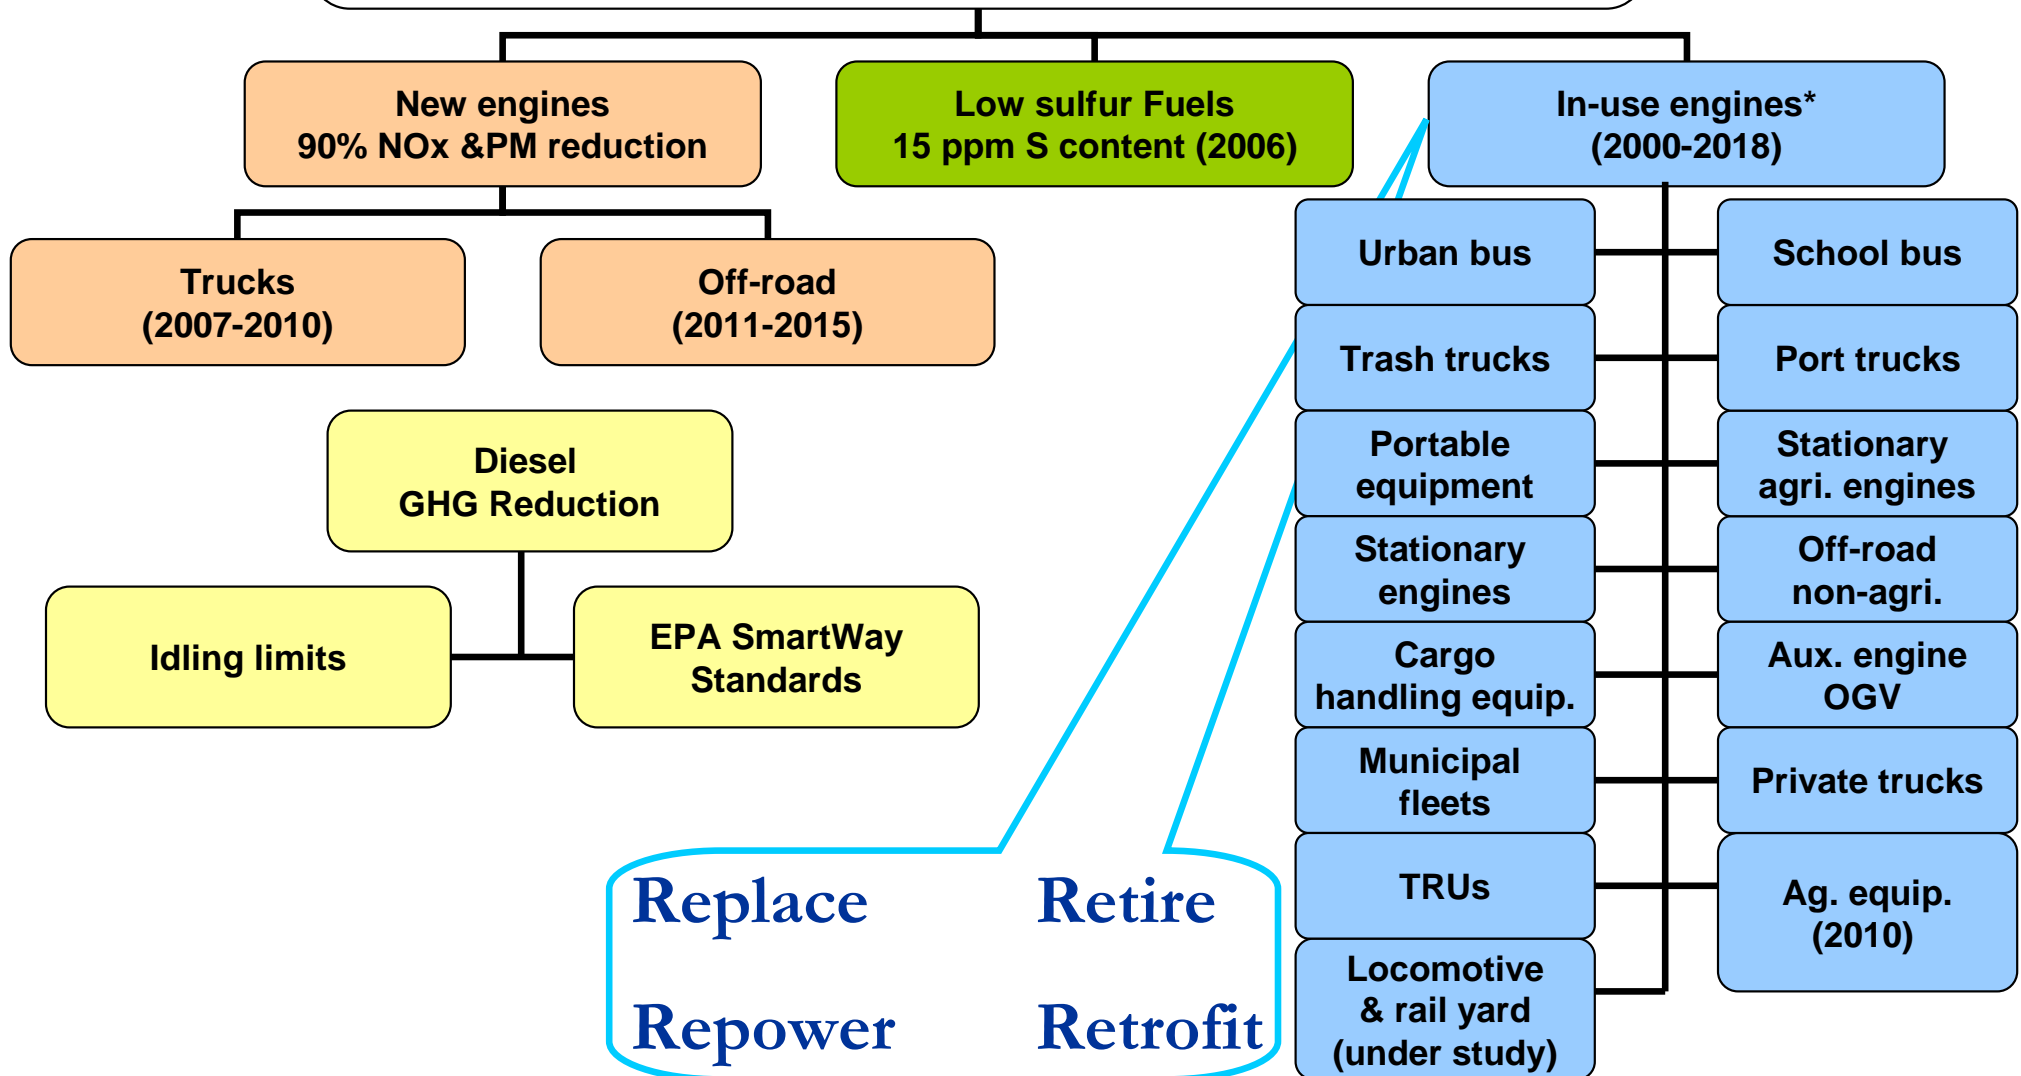 New engines
90% NOx &PM reduction
Low sulfur Fuels
15 ppm S content (2006)
In-use engines*
(2000-2018)
Trucks
(2007-2010)
Off-road
(2011-2015)
Diesel
GHG Reduction
Idling limits
EPA SmartWay
Standards
Urban bus
School bus
Trash trucks
Port trucks
Portable
equipment
Stationary
agri. engines
Stationary
engines
Off-road
non-agri.
Cargo
handling equip.
Aux. engine
OGV
Municipal
fleets
Private trucks
TRUs
Ag. equip.
(2010)
Locomotive
& rail yard
(under study)
Replace
Retire
Repower
Retrofit